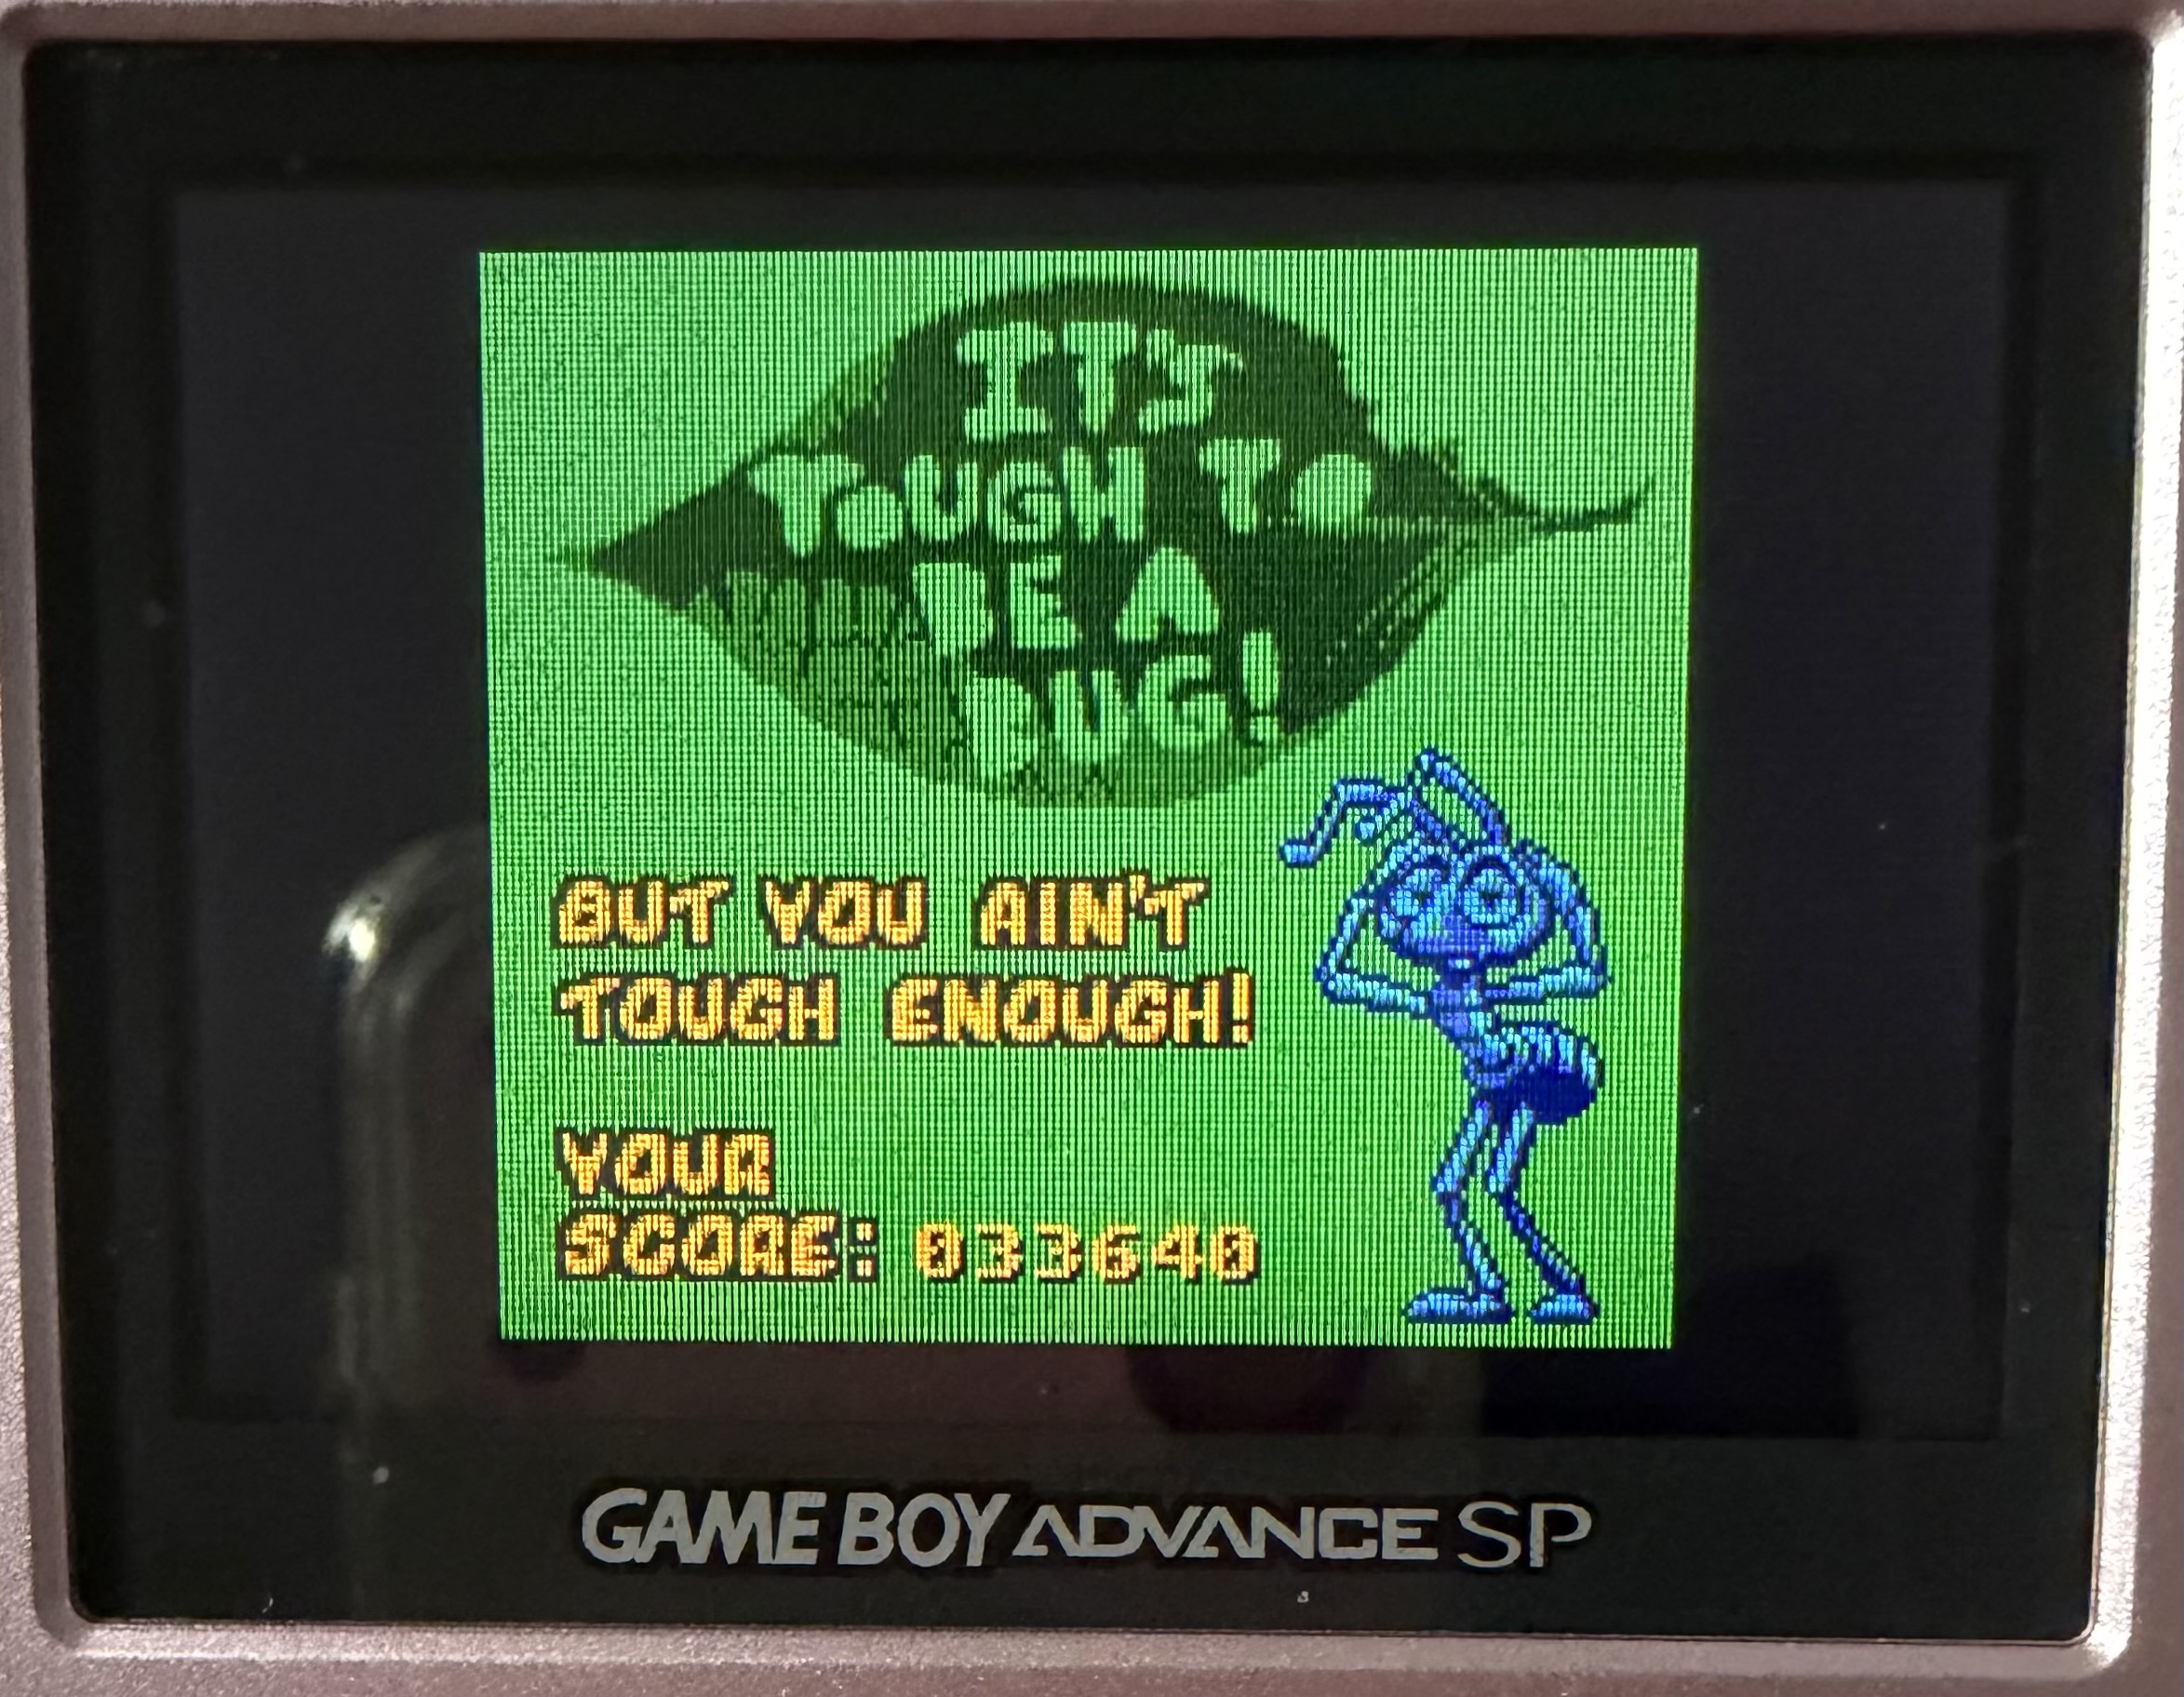 IT'S
TOUGH TO
BE A
BUG!
BUT YOU AIN'T
TOUGH ENOUGH!
YOUR
SCORE: 033640
GAME BOY ADVANCE SP